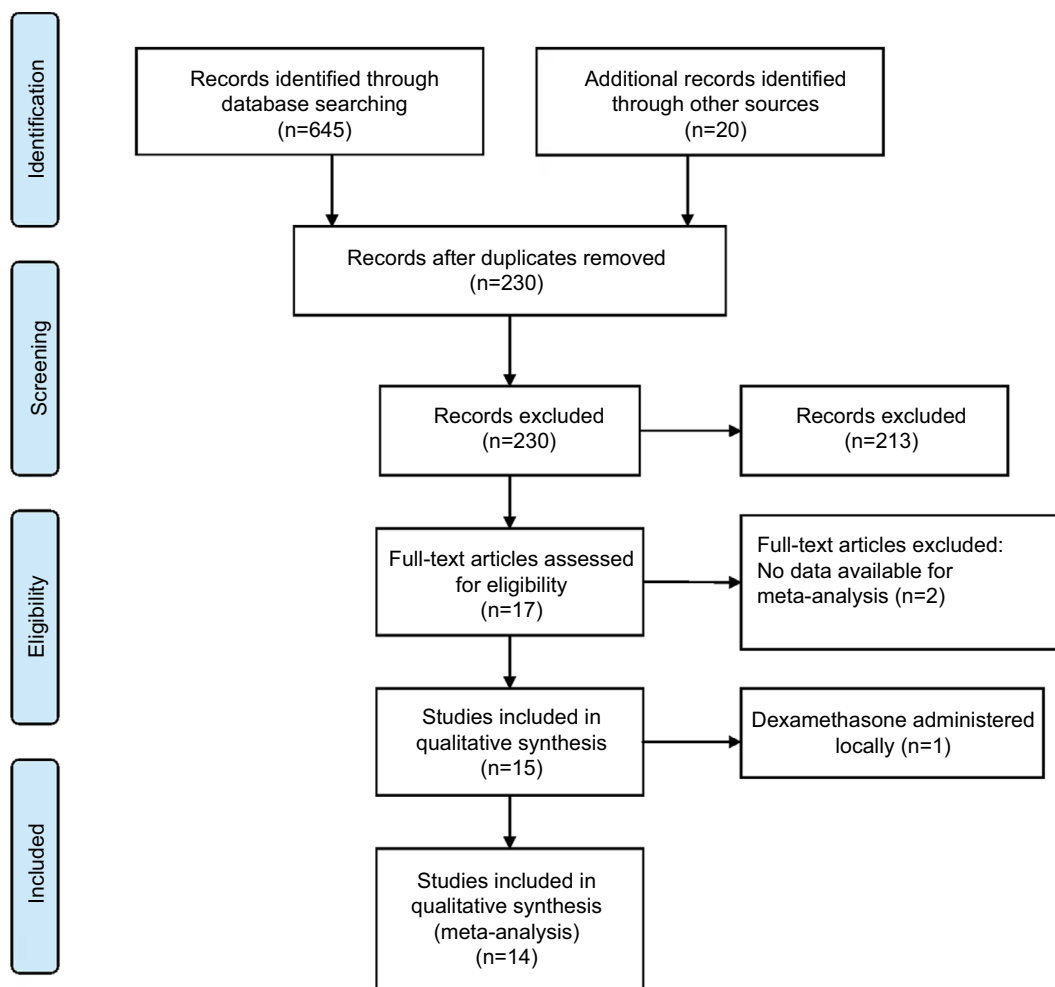 Identification
Records identified through
database searching
(n=645)
Additional records identified
through other sources
(n=20)
Records after duplicates removed
(n=230)
Screening
Records excluded
(n=230)
Records excluded
(n=213)
Eligibility
Full-text articles assessed
for eligibility
(n=17)
Full-text articles excluded:
No data available for
meta-analysis (n=2)
Studies included in
qualitative synthesis
(n=15)
Dexamethasone administered
locally (n=1)
Included
Studies included in
qualitative synthesis
(meta-analysis)
(n=14)